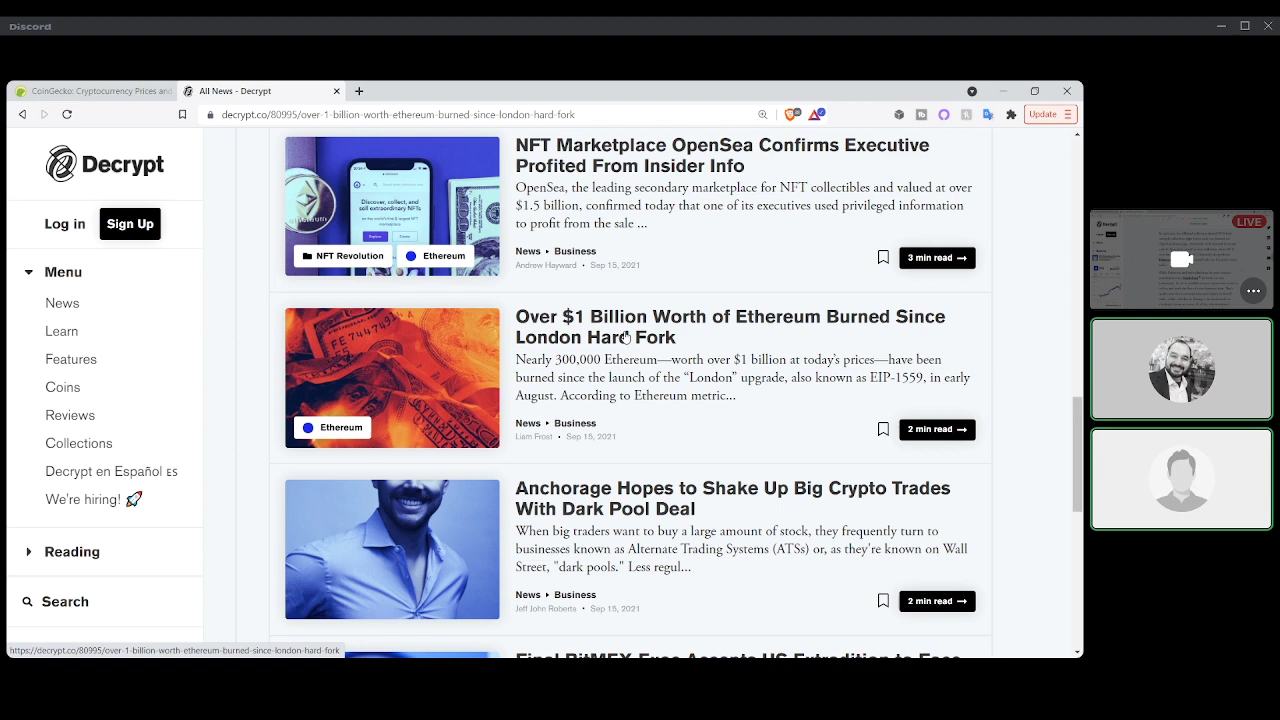 Discord
CoinGecko: Cryptocurrency Prices and
All News - Decrypt
decrypt.co/80995/over-1-billion-worth-ethereum-burned-since-london-hard-fork
Update
Decrypt
Log in
Sign Up
Menu
News
Learn
Features
Coins
Reviews
Collections
Decrypt en Español ES
We're hiring! 🚀
Reading
Search
https://decrypt.co/80995/over-1-billion-worth-ethereum-burned-since-london-hard-fork
Discover, collect, and
sell extraordinary NFTs
NFT Revolution
Ethereum
NFT Marketplace OpenSea Confirms Executive
Profited From Insider Info
OpenSea, the leading secondary marketplace for NFT collectibles and valued at over
$1.5 billion, confirmed today that one of its executives used privileged information
to profit from the sale ...
News ‣ Business
Andrew Hayward • Sep 15, 2021
3 min read →
Ethereum
Over $1 Billion Worth of Ethereum Burned Since
London Hard Fork
Nearly 300,000 Ethereum—worth over $1 billion at today's prices—have been
burned since the launch of the “London” upgrade, also known as EIP-1559, in early
August. According to Ethereum metric...
News ‣ Business
Liam Frost • Sep 15, 2021
2 min read →
Anchorage Hopes to Shake Up Big Crypto Trades
With Dark Pool Deal
When big traders want to buy a large amount of stock, they frequently turn to
businesses known as Alternate Trading Systems (ATSs) or, as they're known on Wall
Street, "dark pools." Less regul...
News ‣ Business
Jeff John Roberts • Sep 15, 2021
2 min read →
LIVE